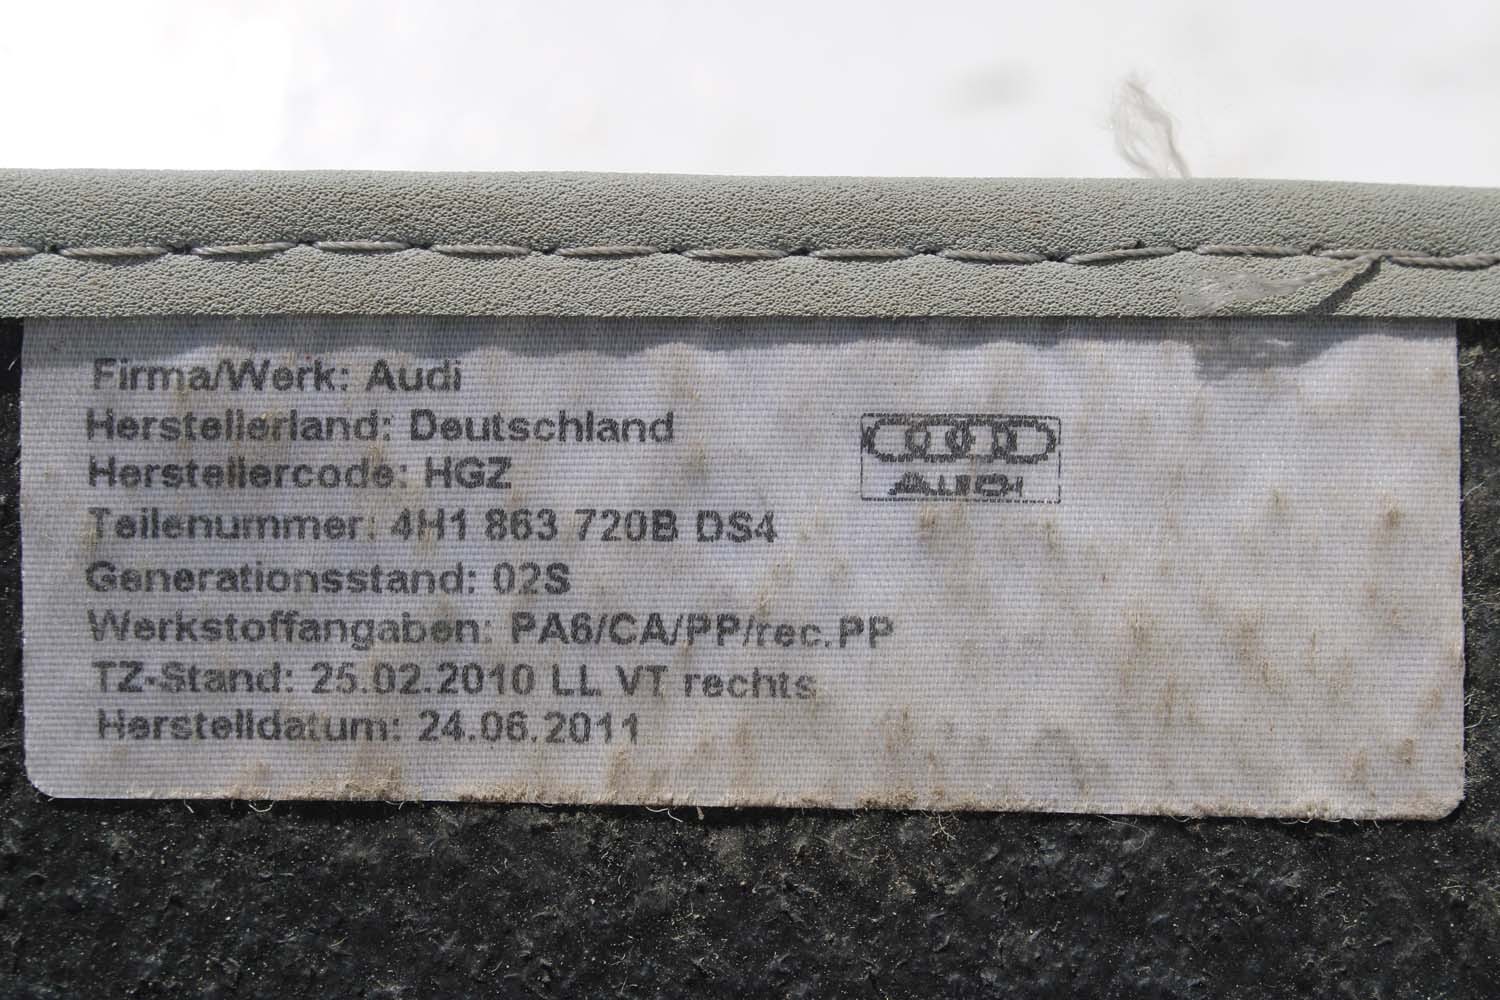 Firma/Werk: Audi
Herstellerland: Deutschland
Herstellercode: HGZ
AUDI
Teilenummer: 4H1 863 720B DS4
Generationsstand: 02S
Werkstoffangaben: PA6/CA/PP/rec.PP
TZ-Stand: 25.02.2010 LL VT rechts
Herstelldatum: 24.06.2011